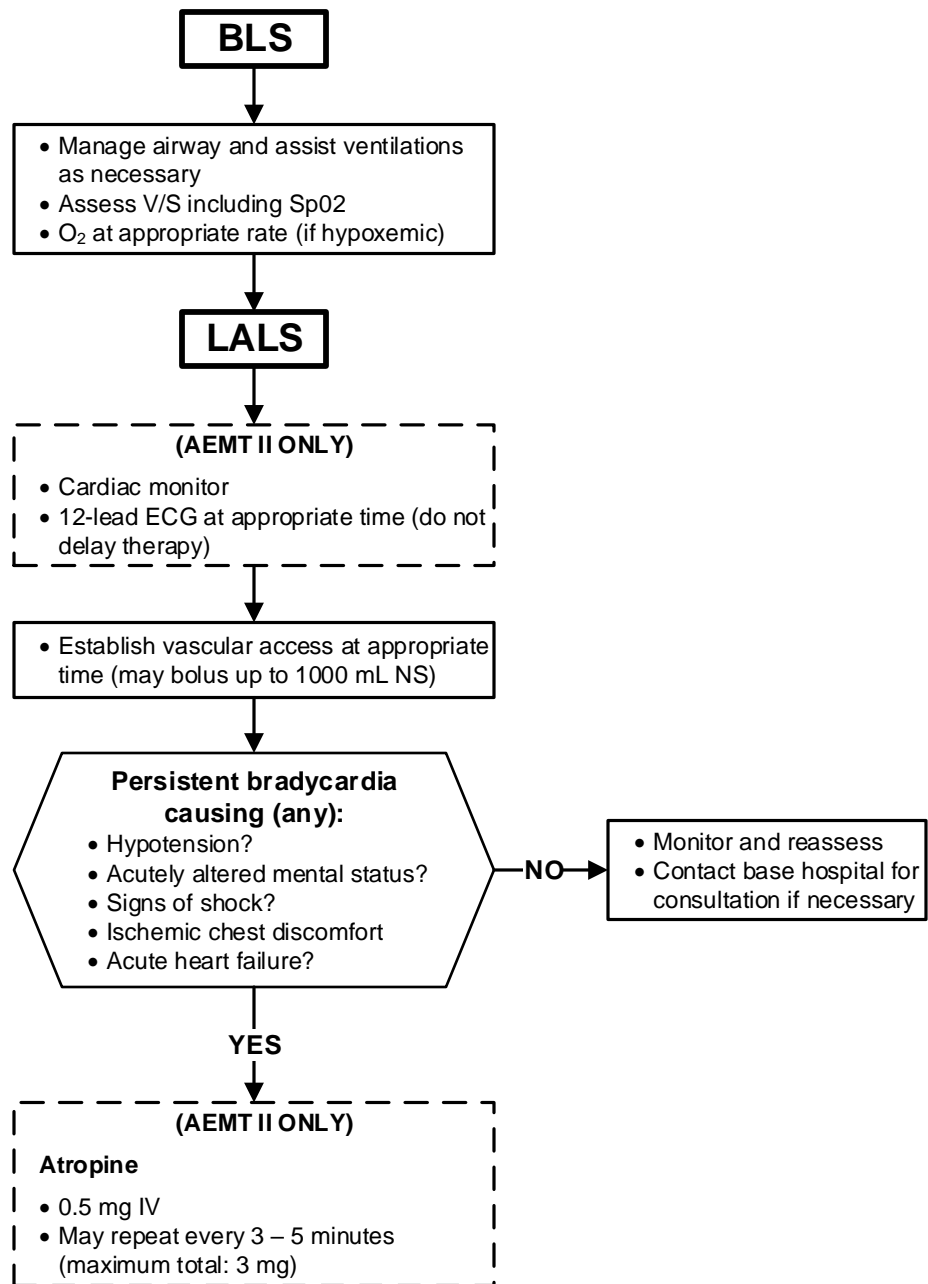 BLS
• Manage airway and assist ventilations
as necessary
• Assess V/S including Sp02
• O₂ at appropriate rate (if hypoxemic)
LALS
(AEMT II ONLY)
• Cardiac monitor
• 12-lead ECG at appropriate time (do not
delay therapy)
• Establish vascular access at appropriate
time (may bolus up to 1000 mL NS)
Persistent bradycardia
causing (any):
• Hypotension?
• Acutely altered mental status?
• Signs of shock?
• Ischemic chest discomfort
• Acute heart failure?
NO
• Monitor and reassess
• Contact base hospital for
consultation if necessary
YES
(AEMT II ONLY)
Atropine
• 0.5 mg IV
• May repeat every 3 – 5 minutes
(maximum total: 3 mg)